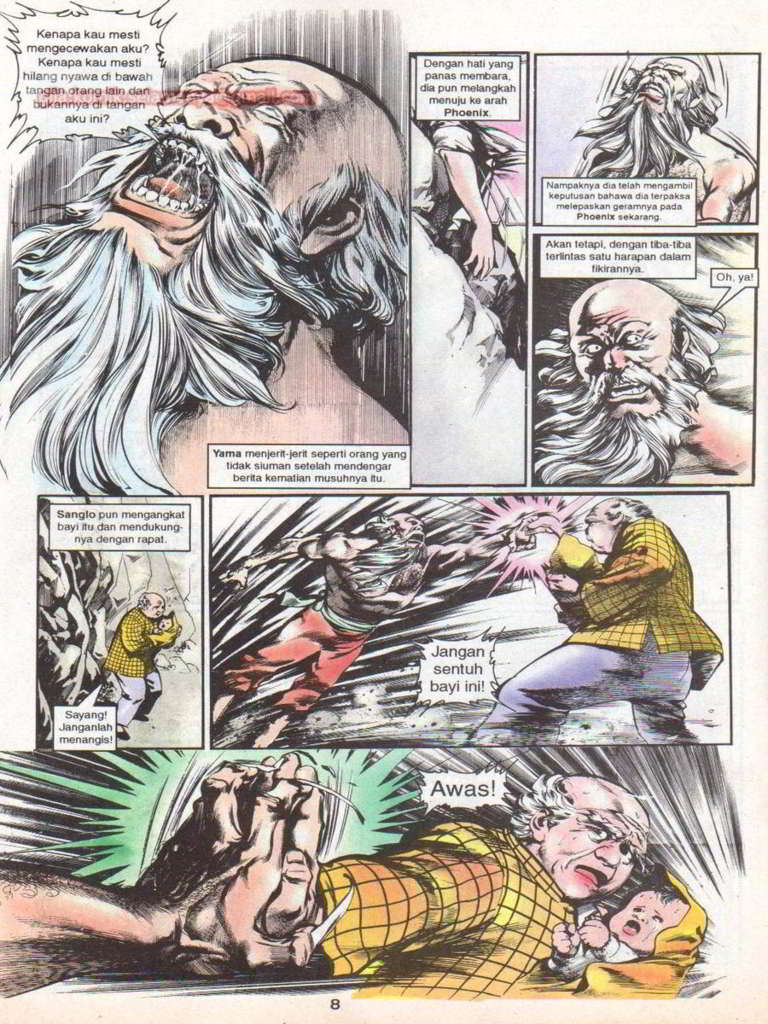 Kenapa kau mesti
mengecewakan aku?
Kenapa kau mesti
hilang nyawa di bawah
tangan orang lain dan
bukannya di tangan
aku ini?
Yama menjerit-jerit seperti orang yang
tidak siuman setelah mendengar
berita kematian musuhnya itu.
Dengan hati yang
panas membara,
dia pun melangkah
menuju ke arah
Phoenix.
Nampaknya dia telah mengambil
keputusan bahawa dia terpaksa
melepaskan geramnya pada
Phoenix sekarang.
Akan tetapi, dengan tiba-tiba
terlintas satu harapan dalam
fikirannya.
Oh, ya!
Sanglo pun mengangkat
bayi itu dan mendukung-
nya dengan rapat.
Sayang!
Janganlah
menangis!
Jangan
sentuh
bayi ini!
Awas!
8